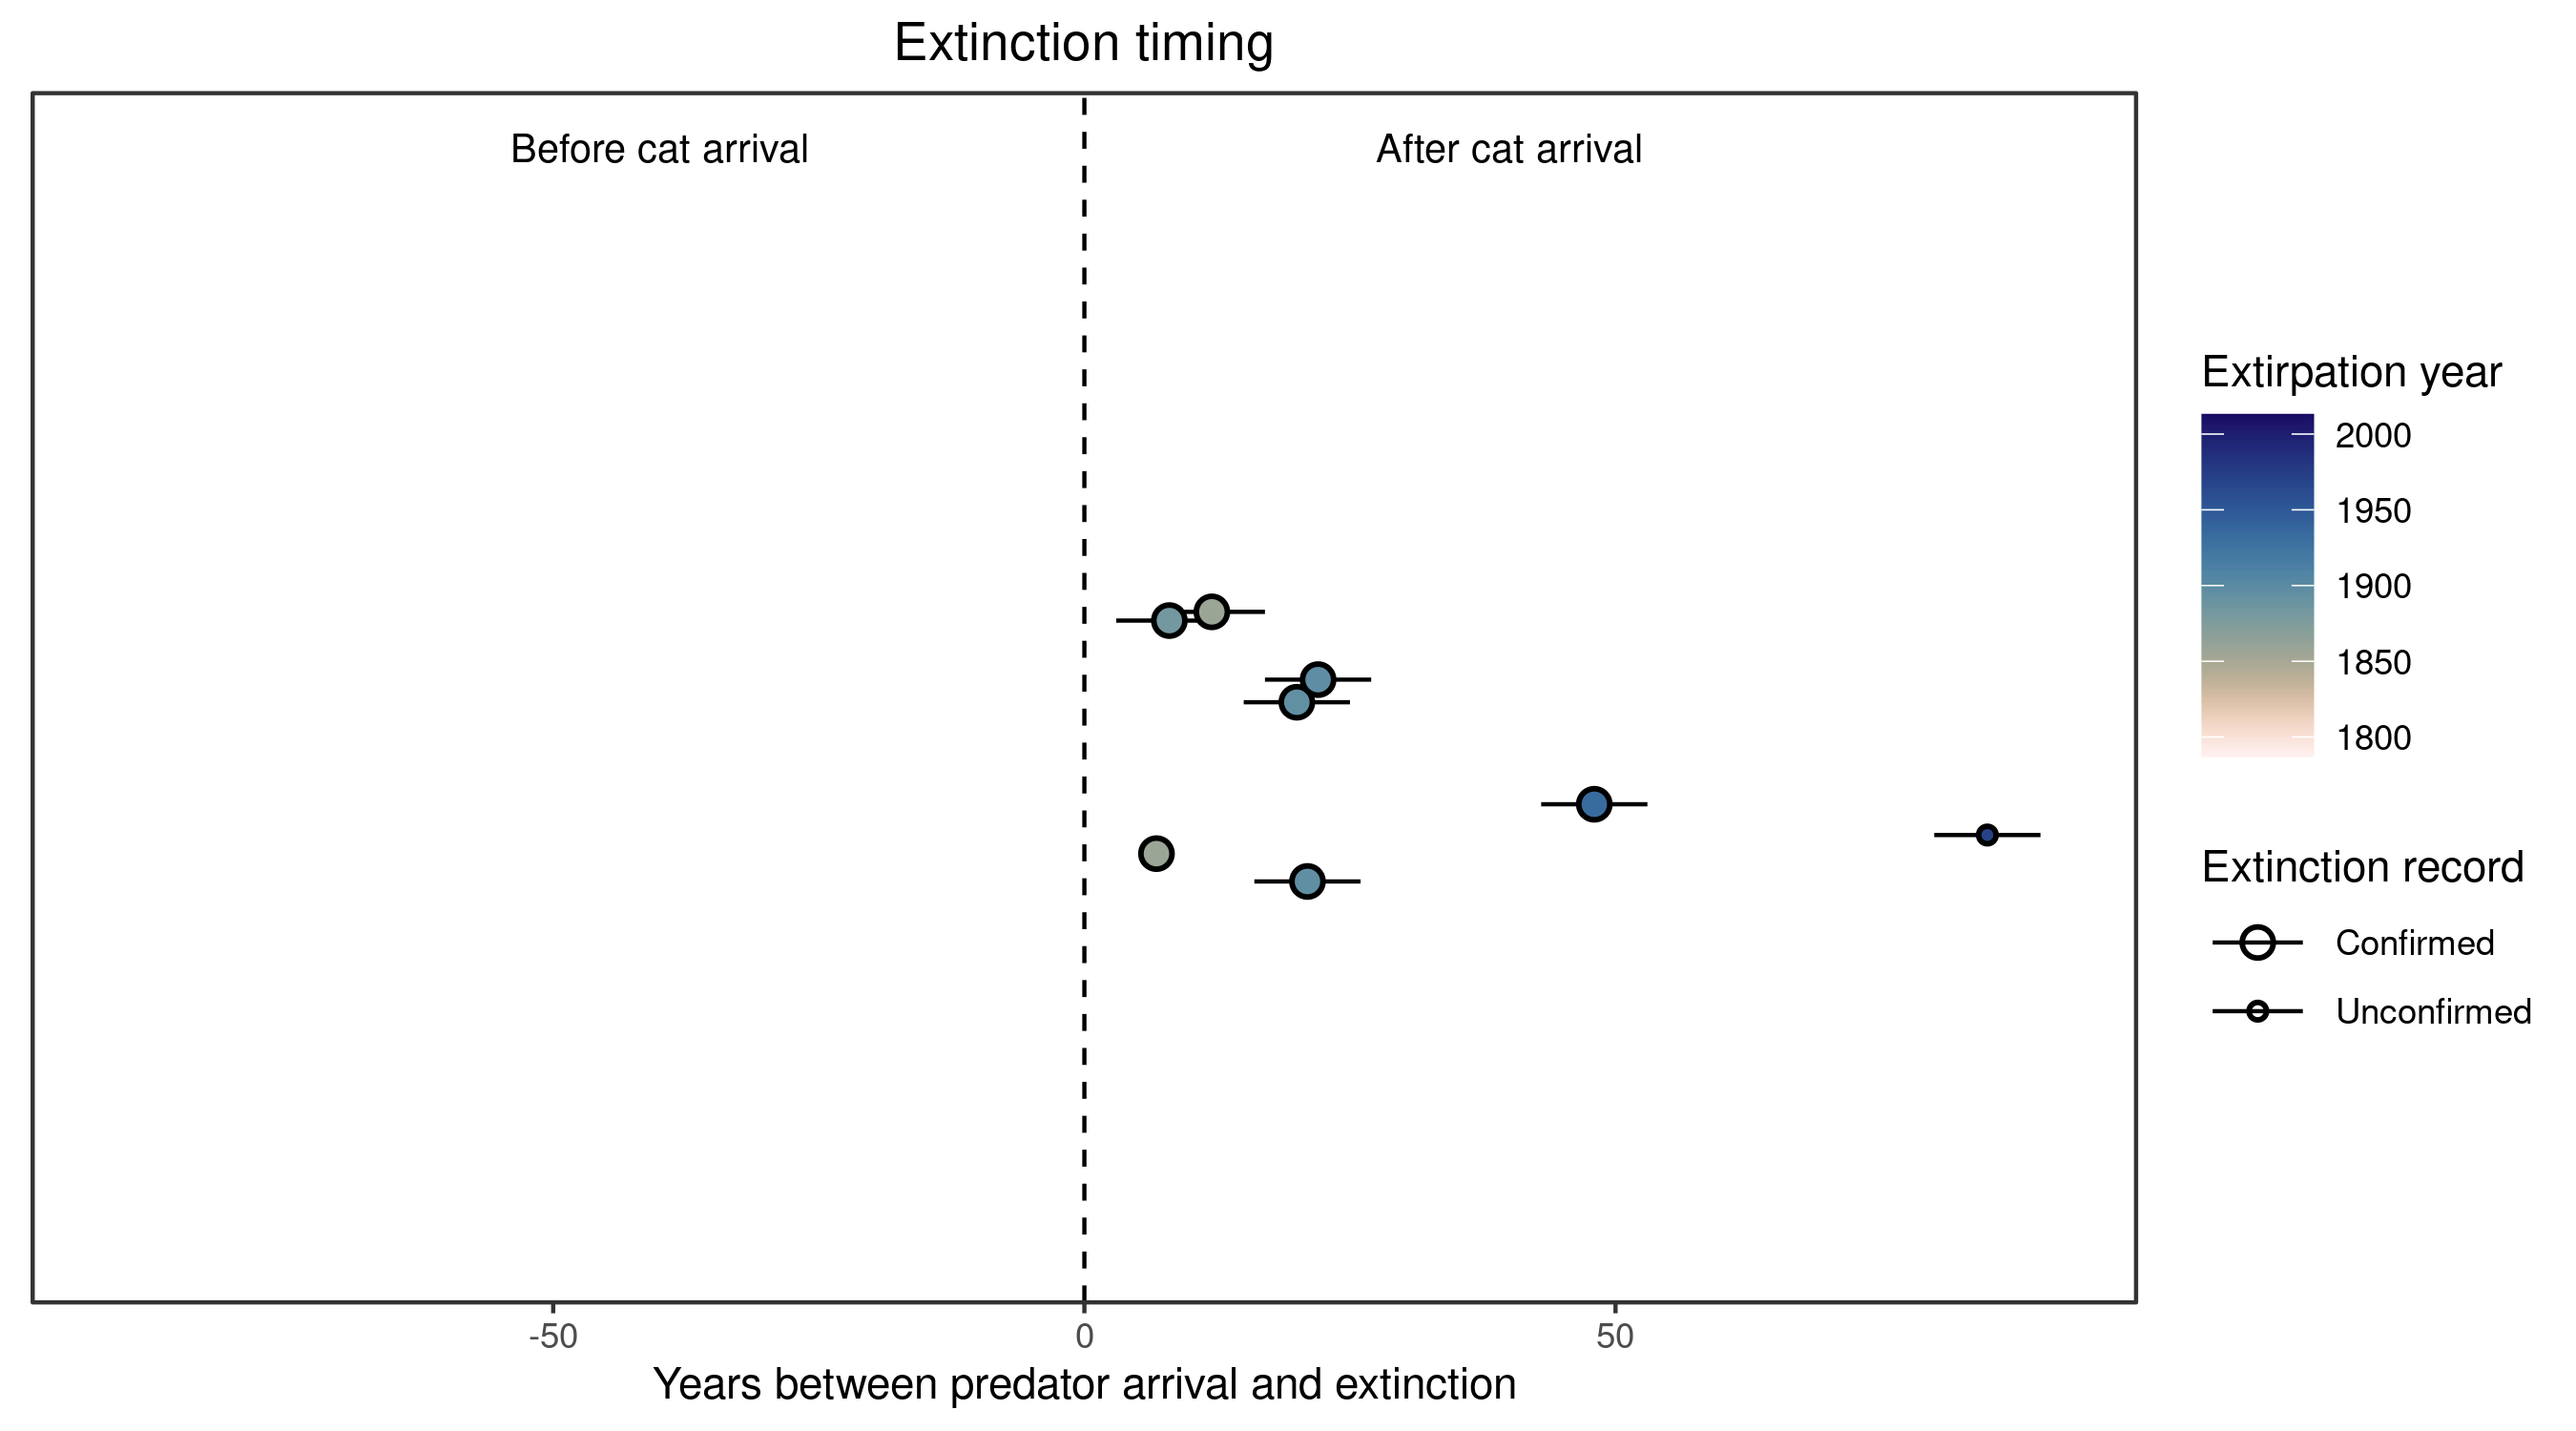 Extinction timing
Before cat arrival
After cat arrival
-50
0
50
Years between predator arrival and extinction
Extirpation year
2000
1950
1900
1850
1800
Extinction record
Confirmed
Unconfirmed